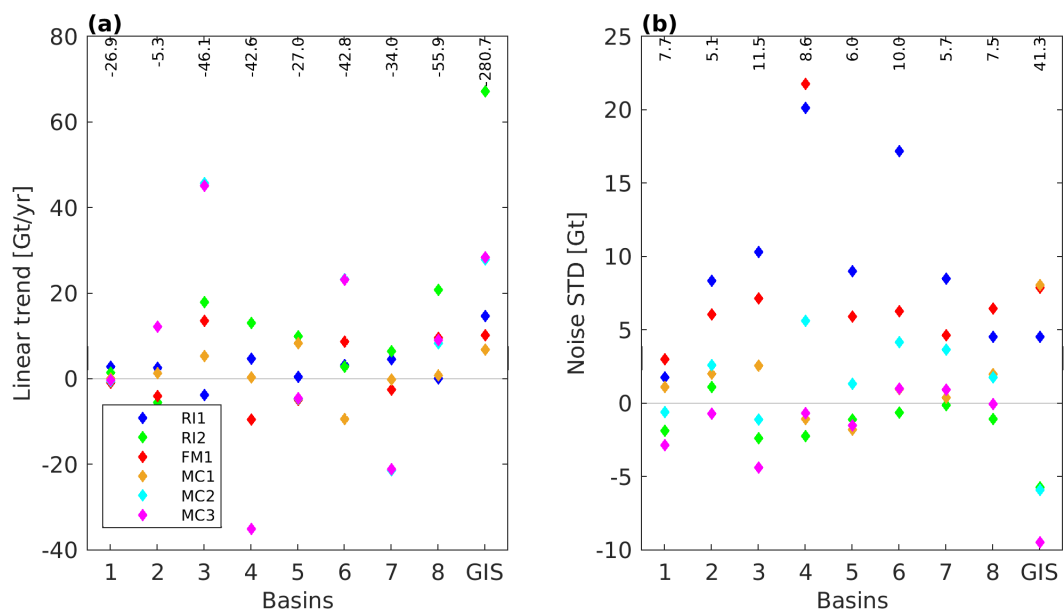 (a)
80
60
40
20
0
-20
-40
Linear trend [Gt/yr]
-26.9
-5.3
-46.1
-42.6
-27.0
-42.8
-34.0
-55.9
-280.7
RI1
RI2
FM1
MC1
MC2
MC3
1 2 3 4 5 6 7 8 GIS
Basins
(b)
25
20
15
10
5
0
-5
-10
Noise STD [Gt]
7.7
5.1
11.5
8.6
6.0
10.0
5.7
7.5
41.3
1 2 3 4 5 6 7 8 GIS
Basins